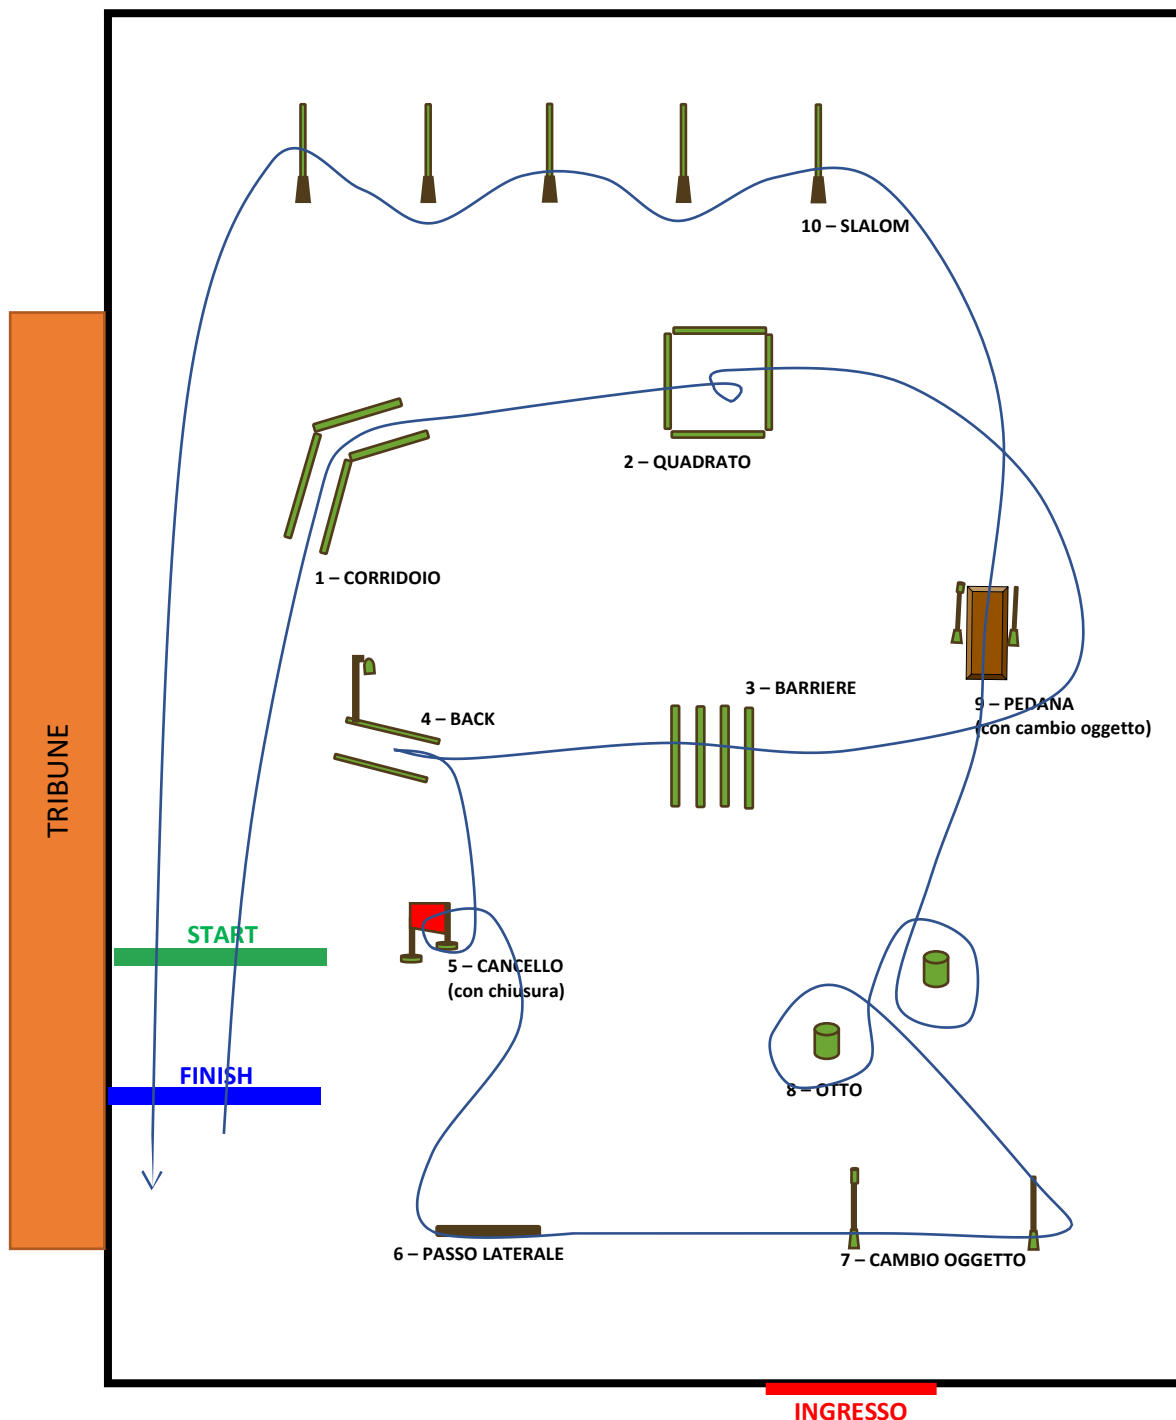 10 – SLALOM
2 – QUADRATO
1 – CORRIDOIO
3 – BARRIERE
9 – PEDANA
(con cambio oggetto)
4 – BACK
TRIBUNE
START
5 – CANCELLO
(con chiusura)
FINISH
8 – OTTO
6 – PASSO LATERALE
7 – CAMBIO OGGETTO
INGRESSO